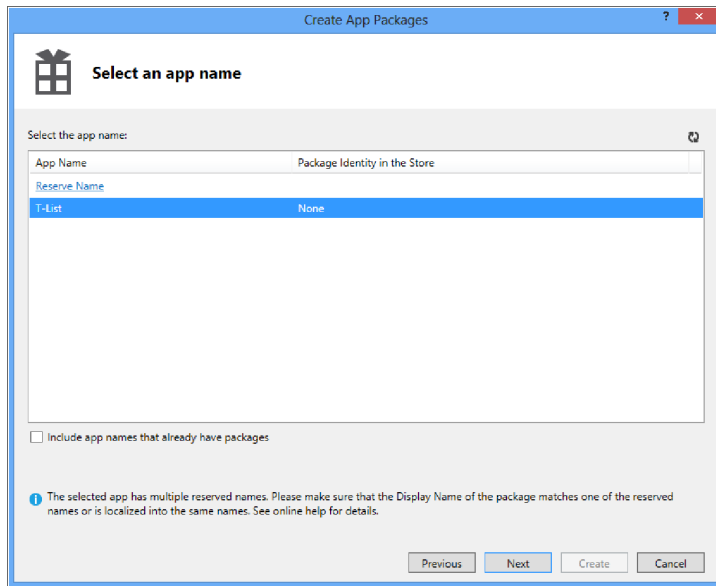 Create App Packages
?
Select an app name
Select the app name:
App Name Package Identity in the Store
Reserve Name
T-List None
Include app names that already have packages
The selected app has multiple reserved names. Please make sure that the Display Name of the package matches one of the reserved
names or is localized into the same names. See online help for details.
Previous Next Create Cancel